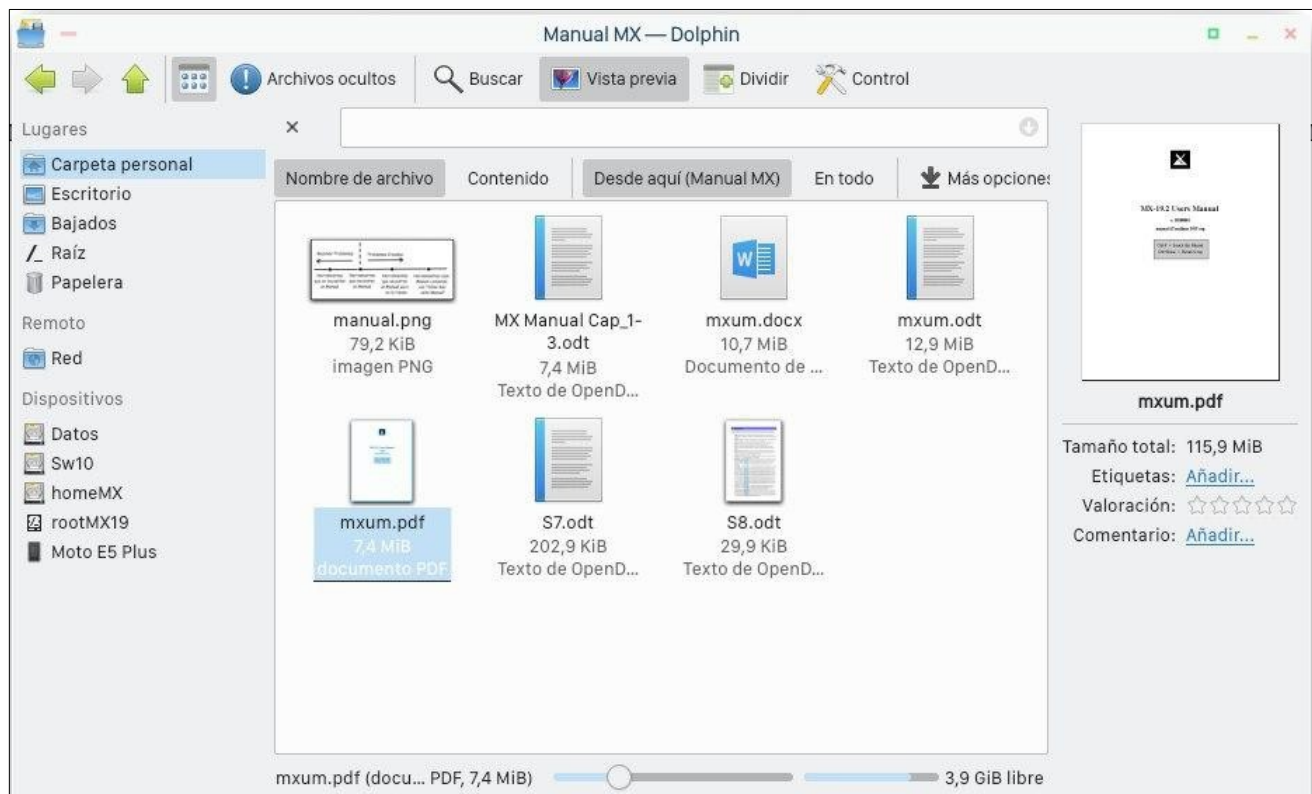 Manual MX — Dolphin
Archivos ocultos
Buscar
Vista previa
Dividir
Control
Lugares
Carpeta personal
Escritorio
Bajados
Raíz
Papelera
Remoto
Red
Dispositivos
Datos
Sw10
homeMX
rootMX19
Moto E5 Plus
Nombre de archivo
Contenido
Desde aquí (Manual MX)
En todo
Más opciones
manual.png
79,2 KiB
imagen PNG
MX Manual Cap_1-
3.odt
7,4 MiB
Texto de OpenD...
mxum.docx
10,7 MiB
Documento de ...
mxum.odt
12,9 MiB
Texto de OpenD...
mxum.pdf
7,4 MiB
documento PDF
S7.odt
202,9 KiB
Texto de OpenD...
S8.odt
29,9 KiB
Texto de OpenD...
MX-19.2 Users Manual
mxum.pdf
Tamaño total: 115,9 MiB
Etiquetas: Añadir...
Valoración:
Comentario: Añadir...
mxum.pdf (docu... PDF, 7,4 MiB)
3,9 GiB libre